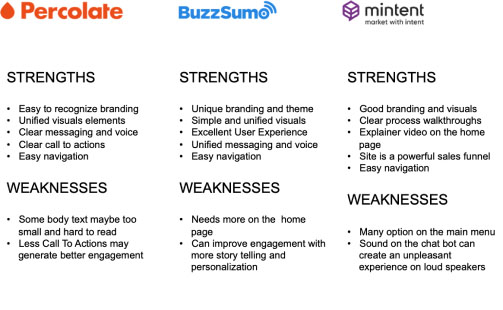 Percolate
STRENGTHS
• Easy to recognize branding
• Unified visuals elements
• Clear messaging and voice
• Clear call to actions
• Easy navigation
WEAKNESSES
• Some body text maybe too
small and hard to read
• Less Call To Actions may
generate better engagement
BuzzSumo
STRENGTHS
• Unique branding and theme
• Simple and unified visuals
• Excellent User Experience
• Unified messaging and voice
• Easy navigation
WEAKNESSES
• Needs more on the home
page
• Can improve engagement with
more story telling and
personalization
mintent
market with intent
STRENGTHS
• Good branding and visuals
• Clear process walkthroughs
• Explainer video on the home
page
• Site is a powerful sales funnel
• Easy navigation
WEAKNESSES
• Many option on the main menu
• Sound on the chat bot can
create an unpleasant
experience on loud speakers